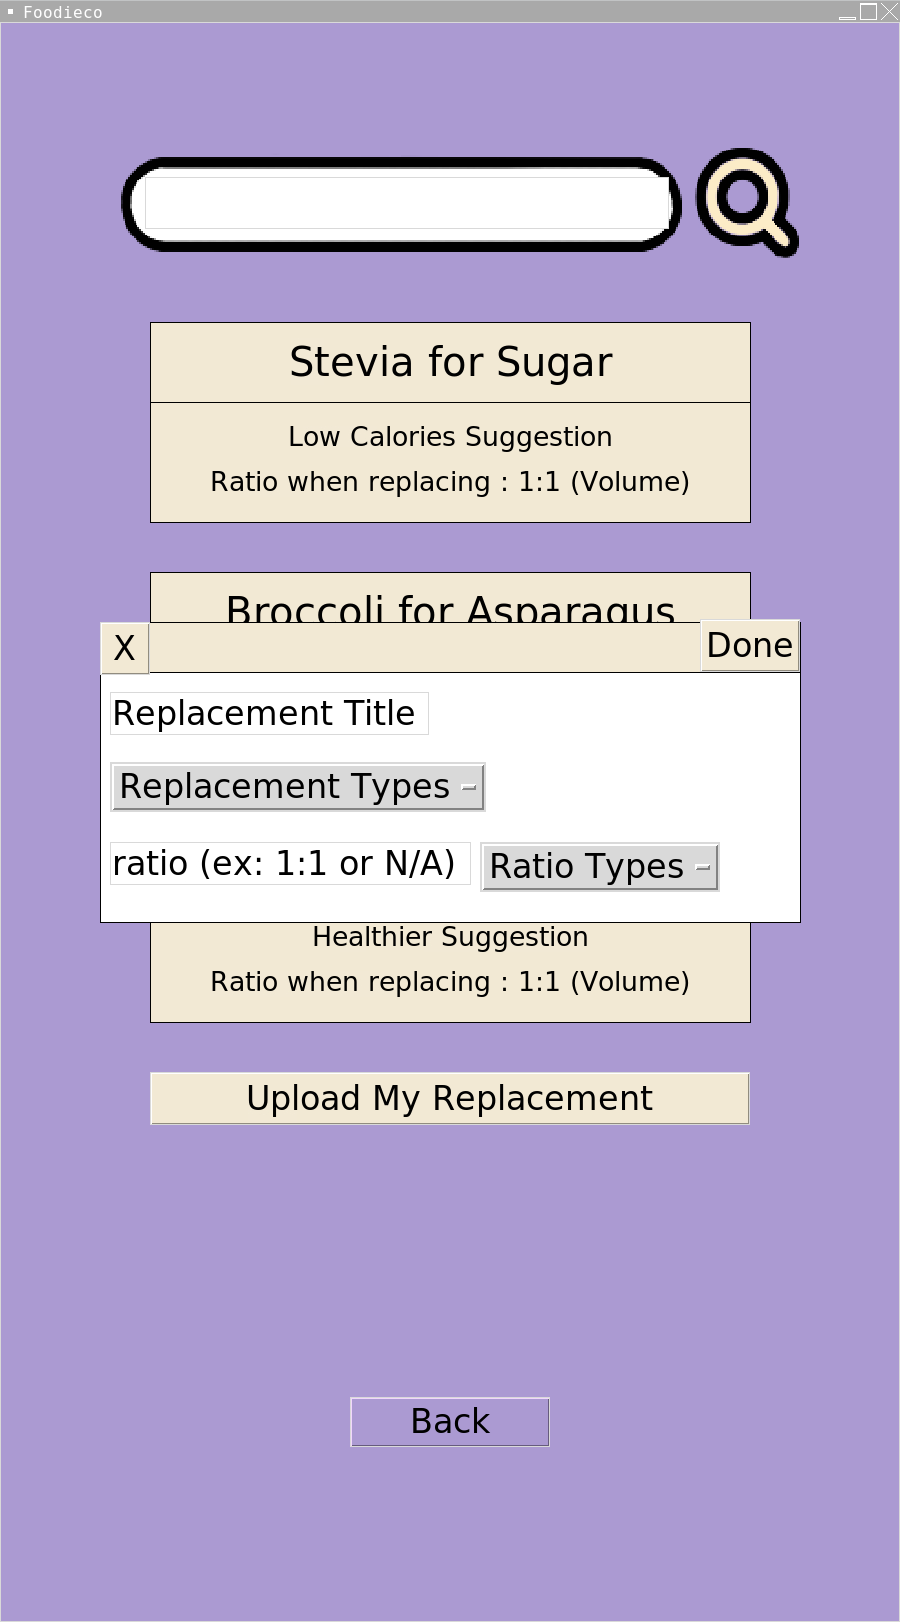 Foodieco
Stevia for Sugar
Low Calories Suggestion
Ratio when replacing : 1:1 (Volume)
Broccoli for Asparagus
X
Done
Replacement Title
Replacement Types
ratio (ex: 1:1 or N/A)
Ratio Types
Healthier Suggestion
Ratio when replacing : 1:1 (Volume)
Upload My Replacement
Back